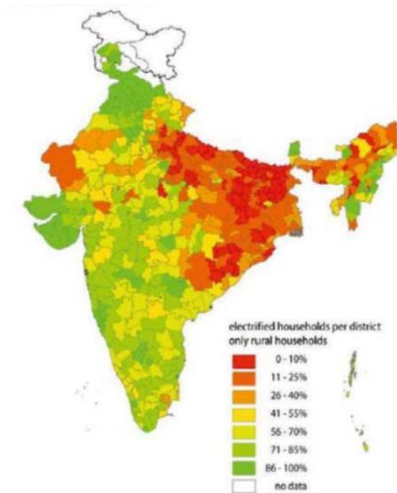 electrified households per district
only rural households
0 - 10%
11 - 25%
26 - 40%
41 - 55%
56 - 70%
71 - 85%
86 - 100%
no data